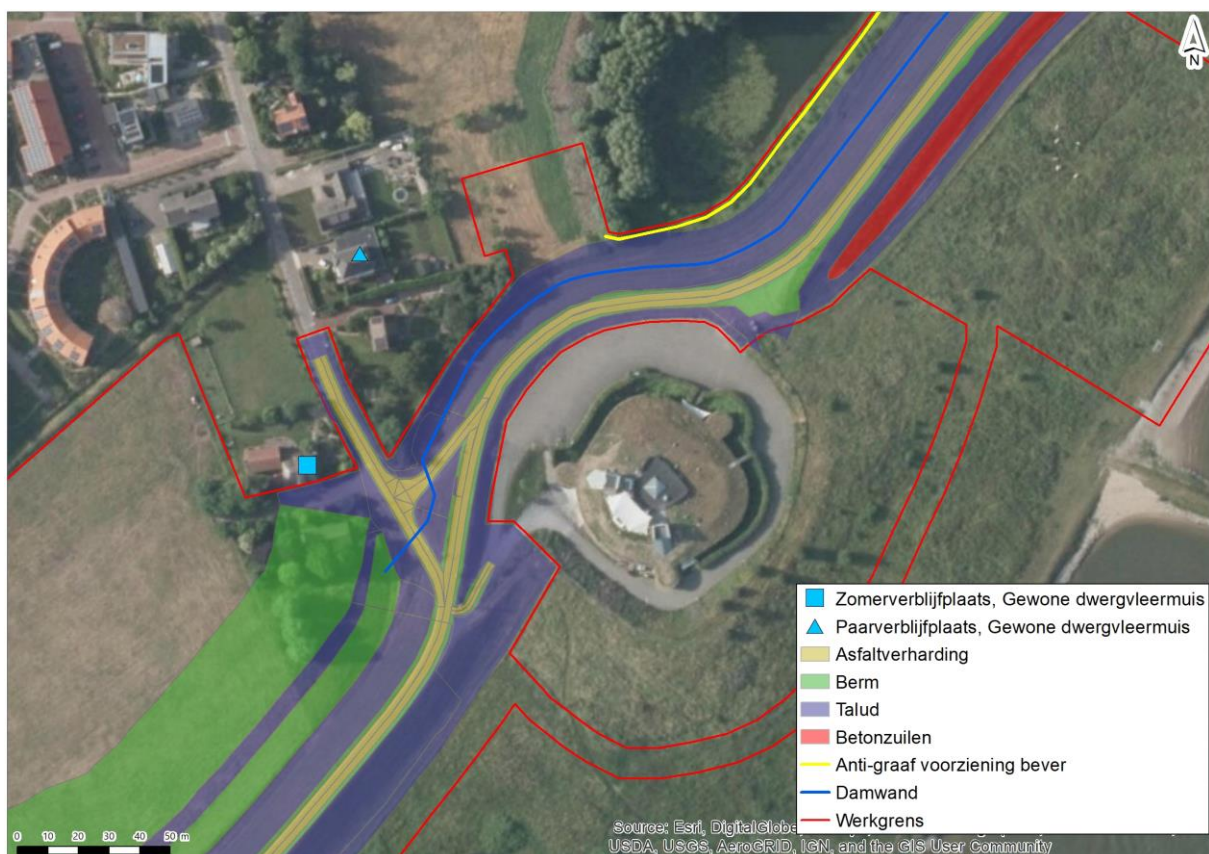 N
Zomerverblijfplaats, Gewone dwergvleermuis
Paarverblijfplaats, Gewone dwergvleermuis
Asfaltverharding
Berm
Talud
Betonzuilen
Anti-graaf voorziening bever
Damwand
Werkgrens
0 10 20 30 40 50 m
Source: Esri, DigitalGlobe,
USDA, USGS, AeroGRID, IGN, and the GIS User Community